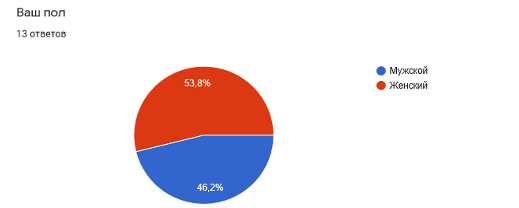 Ваш пол
13 ответов
53,8%
46,2%
Мужской
Женский